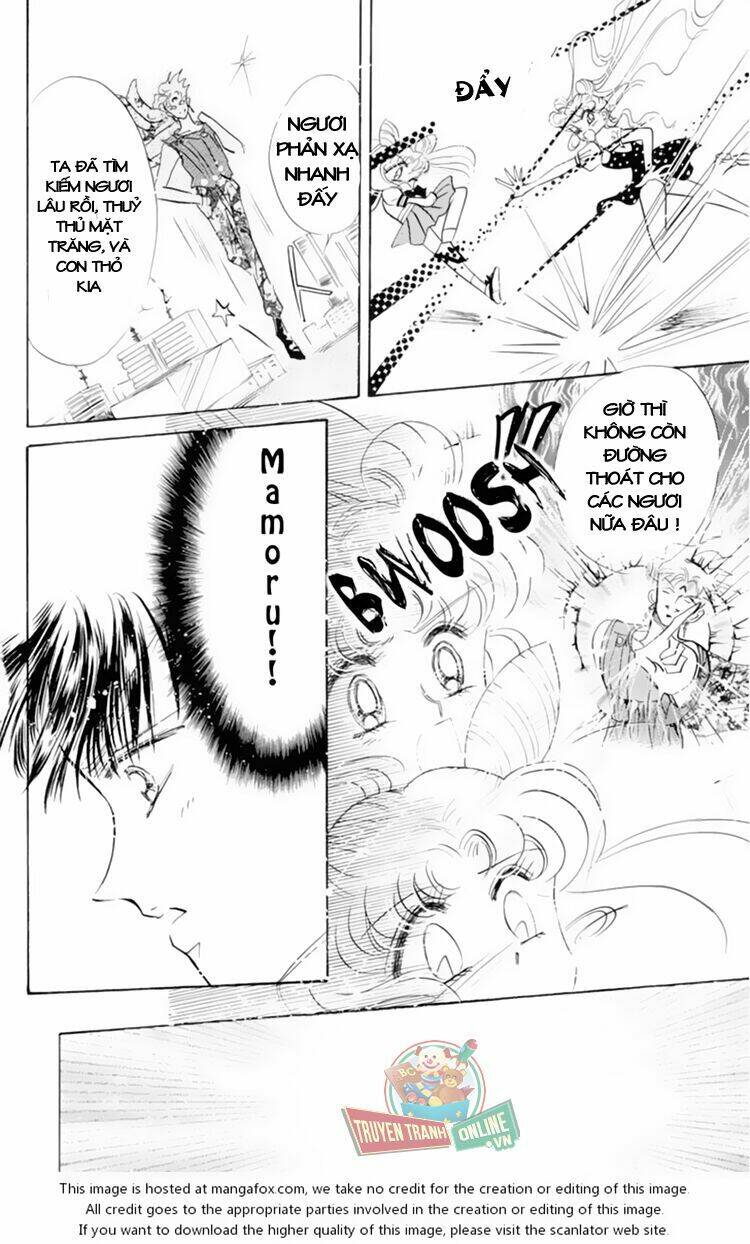 ĐẨY
NGƯƠI
PHẢN XẠ
NHANH
ĐẤY
TA ĐÃ TÌM
KIẾM NGƯƠI
LÂU RỒI, THUỶ
THỦ MẶT
TRĂNG, VÀ
CON THỎ
KIA
GIỜ THÌ
KHÔNG CÒN
ĐƯỜNG
THOÁT CHO
CÁC NGƯƠI
NỮA ĐÂU !
BWOOSH
Mamoru!!
BC
TRUYENTRANH
ONLINE
.VN
This image is hosted at mangafox.com, we take no credit for the creation or editing of this image.
All credit goes to the appropriate parties involved in the creation or editing of this image.
If you want to download the higher quality of this image, please visit the scanlator web site.